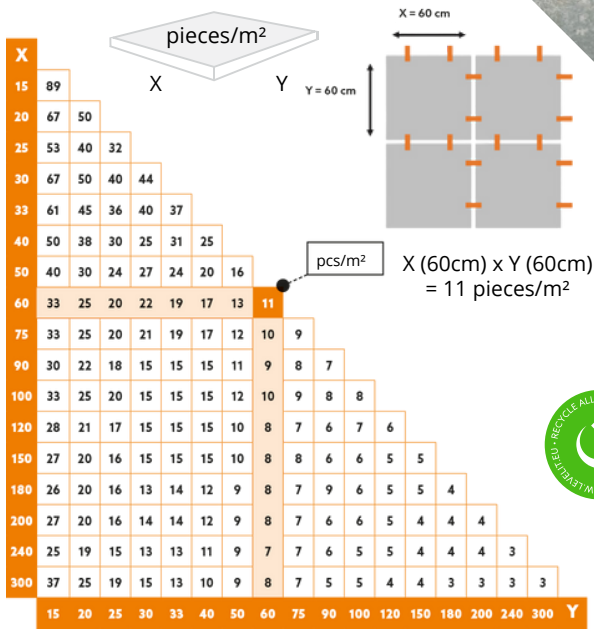 pieces/m²
X
Y
X = 60 cm
Y = 60 cm
pcs/m²
X (60cm) x Y (60cm)
= 11 pieces/m²
X
15 89
20 67 50
25 53 40 32
30 67 50 40 44
33 61 45 36 40 37
40 50 38 30 25 31 25
50 40 30 24 27 24 20 16
60 33 25 20 22 19 17 13 11
75 33 25 20 21 19 17 12 10 9
90 30 22 18 15 15 15 11 9 8 7
100 33 25 20 15 15 15 12 10 9 8 8
120 28 21 17 15 15 15 10 8 7 6 7 6
150 27 20 16 15 15 15 10 8 8 6 6 5 5
180 26 20 16 13 14 12 9 8 7 9 6 5 5 4
200 27 20 16 14 14 12 9 8 7 6 6 5 4 4 4
240 25 19 15 13 13 11 9 7 7 6 5 5 4 4 4 3
300 37 25 19 15 13 10 9 8 7 5 5 4 4 3 3 3 3
15 20 25 30 33 40 50 60 75 90 100 120 150 180 200 240 300 Y
RECYCLE